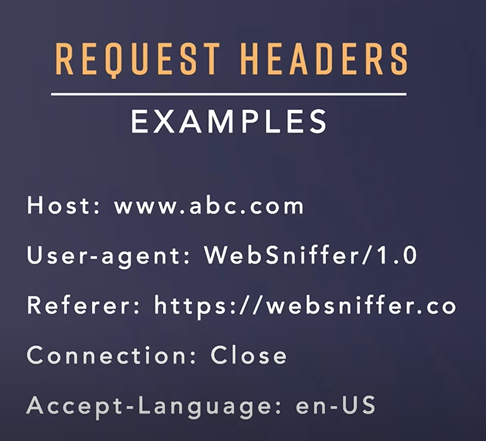 REQUEST HEADERS
EXAMPLES
Host: www.abc.com
User-agent: WebSniffer/1.0
Referer: https://websniffer.co
Connection: Close
Accept-Language: en-US